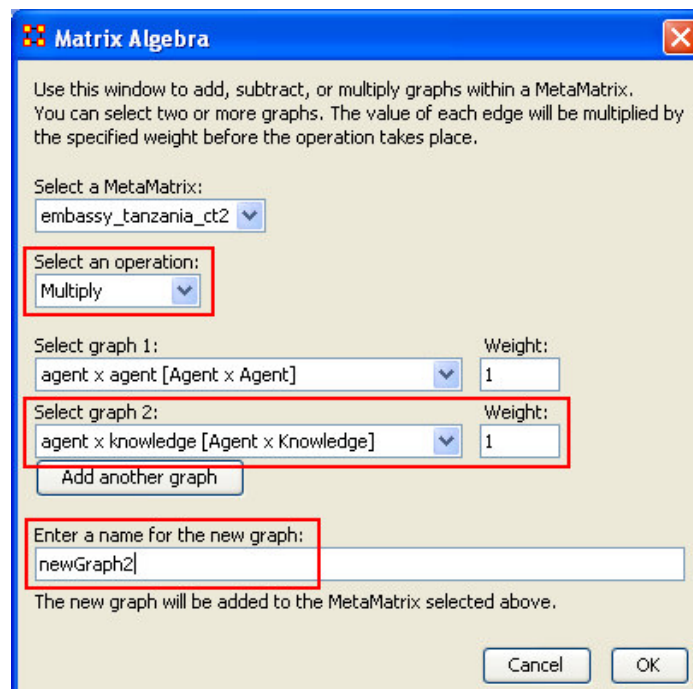 Matrix Algebra
Use this window to add, subtract, or multiply graphs within a MetaMatrix.
You can select two or more graphs. The value of each edge will be multiplied by
the specified weight before the operation takes place.
Select a MetaMatrix:
embassy_tanzania_ct2
Select an operation:
Multiply
Select graph 1: Weight:
agent x agent [Agent x Agent] 1
Select graph 2: Weight:
agent x knowledge [Agent x Knowledge] 1
Add another graph
Enter a name for the new graph:
newGraph2
The new graph will be added to the MetaMatrix selected above.
Cancel OK